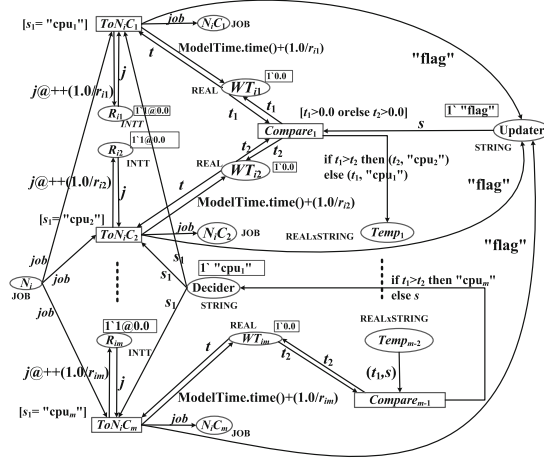 [s1= "cpu1"]
ToNiC1
job
NiC1
JOB
"flag"
t
ModelTime.time()+(1.0/ri1)
j@++(1.0/ri1)
j
1`0.0
WTi1
REAL
Ri1
1`1@0.0
INTT
t1
t1
[t1>0.0 orelse t2>0.0]
1` "flag"
Ri2
1`1@0.0
INTT
Compare1
s
Updater
STRING
t2
t2
REAL
WTi2
1`0.0
if t1>t2 then (t2, "cpu2")
else (t1, "cpu1")
"flag"
j@++(1.0/ri2)
j
t
ModelTime.time()+(1.0/ri2)
[s1= "cpu2"]
ToNiC2
job
NiC2
JOB
REALxSTRING
Temp1
"flag"
job
s1
s1
1` "cpu1"
Ni
JOB
job
Decider
STRING
s1
if t1>t2 then "cpum"
else s
job
1`1@0.0
Rim
INTT
REAL
1`0.0
WTim
REALxSTRING
Tempm-2
t
t2
t2
j@++(1.0/rim)
j
(t1,s)
ModelTime.time()+(1.0/rim)
Comparem-1
[s1= "cpum"]
ToNiCm
job
NiCm
JOB